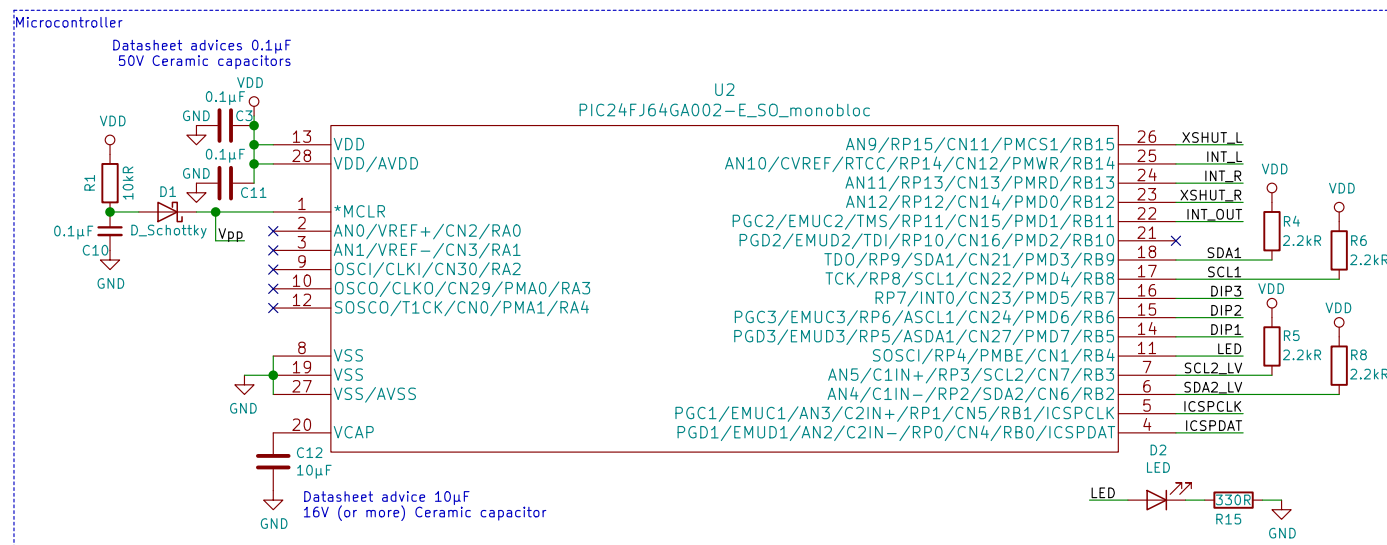 Microcontroller
Datasheet advices 0.1µF
50V Ceramic capacitors
VDD
0.1µF
GND
C3
0.1µF
GND
C11
VDD
R1
10kR
D1
D_Schottky
0.1µF
C10
GND
Vpp
U2
PIC24FJ64GA002-E_SO_monobloc
13 VDD
28 VDD/AVDD
1 *MCLR
2 AN0/VREF+/CN2/RA0
3 AN1/VREF-/CN3/RA1
9 OSCI/CLKI/CN30/RA2
10 OSCO/CLKO/CN29/PMA0/RA3
12 SOSCO/T1CK/CN0/PMA1/RA4
8 VSS
19 VSS
27 VSS/AVSS
GND
20 VCAP
C12
10µF
GND
Datasheet advice 10µF
16V (or more) Ceramic capacitor
AN9/RP15/CN11/PMCS1/RB15 26 XSHUT_L
AN10/CVREF/RTCC/RP14/CN12/PMWR/RB14 25 INT_L
AN11/RP13/CN13/PMRD/RB13 24 INT_R
AN12/RP12/CN14/PMD0/RB12 23 XSHUT_R
PGC2/EMUC2/TMS/RP11/CN15/PMD1/RB11 22 INT_OUT
PGD2/EMUD2/TDI/RP10/CN16/PMD2/RB10 21
TDO/RP9/SDA1/CN21/PMD3/RB9 18 SDA1
TCK/RP8/SCL1/CN22/PMD4/RB8 17 SCL1
RP7/INT0/CN23/PMD5/RB7 16 DIP3
PGC3/EMUC3/RP6/ASCL1/CN24/PMD6/RB6 15 DIP2
PGD3/EMUD3/RP5/ASDA1/CN27/PMD7/RB5 14 DIP1
SOSCI/RP4/PMBE/CN1/RB4 11 LED
AN5/C1IN+/RP3/SCL2/CN7/RB3 7 SCL2_LV
AN4/C1IN-/RP2/SDA2/CN6/RB2 6 SDA2_LV
PGC1/EMUC1/AN3/C2IN+/RP1/CN5/RB1/ICSPCLK 5 ICSPCLK
PGD1/EMUD1/AN2/C2IN-/RP0/CN4/RB0/ICSPDAT 4 ICSPDAT
VDD
R4
2.2kR
VDD
R6
2.2kR
VDD
R5
2.2kR
VDD
R8
2.2kR
D2
LED
LED
330R
R15
GND